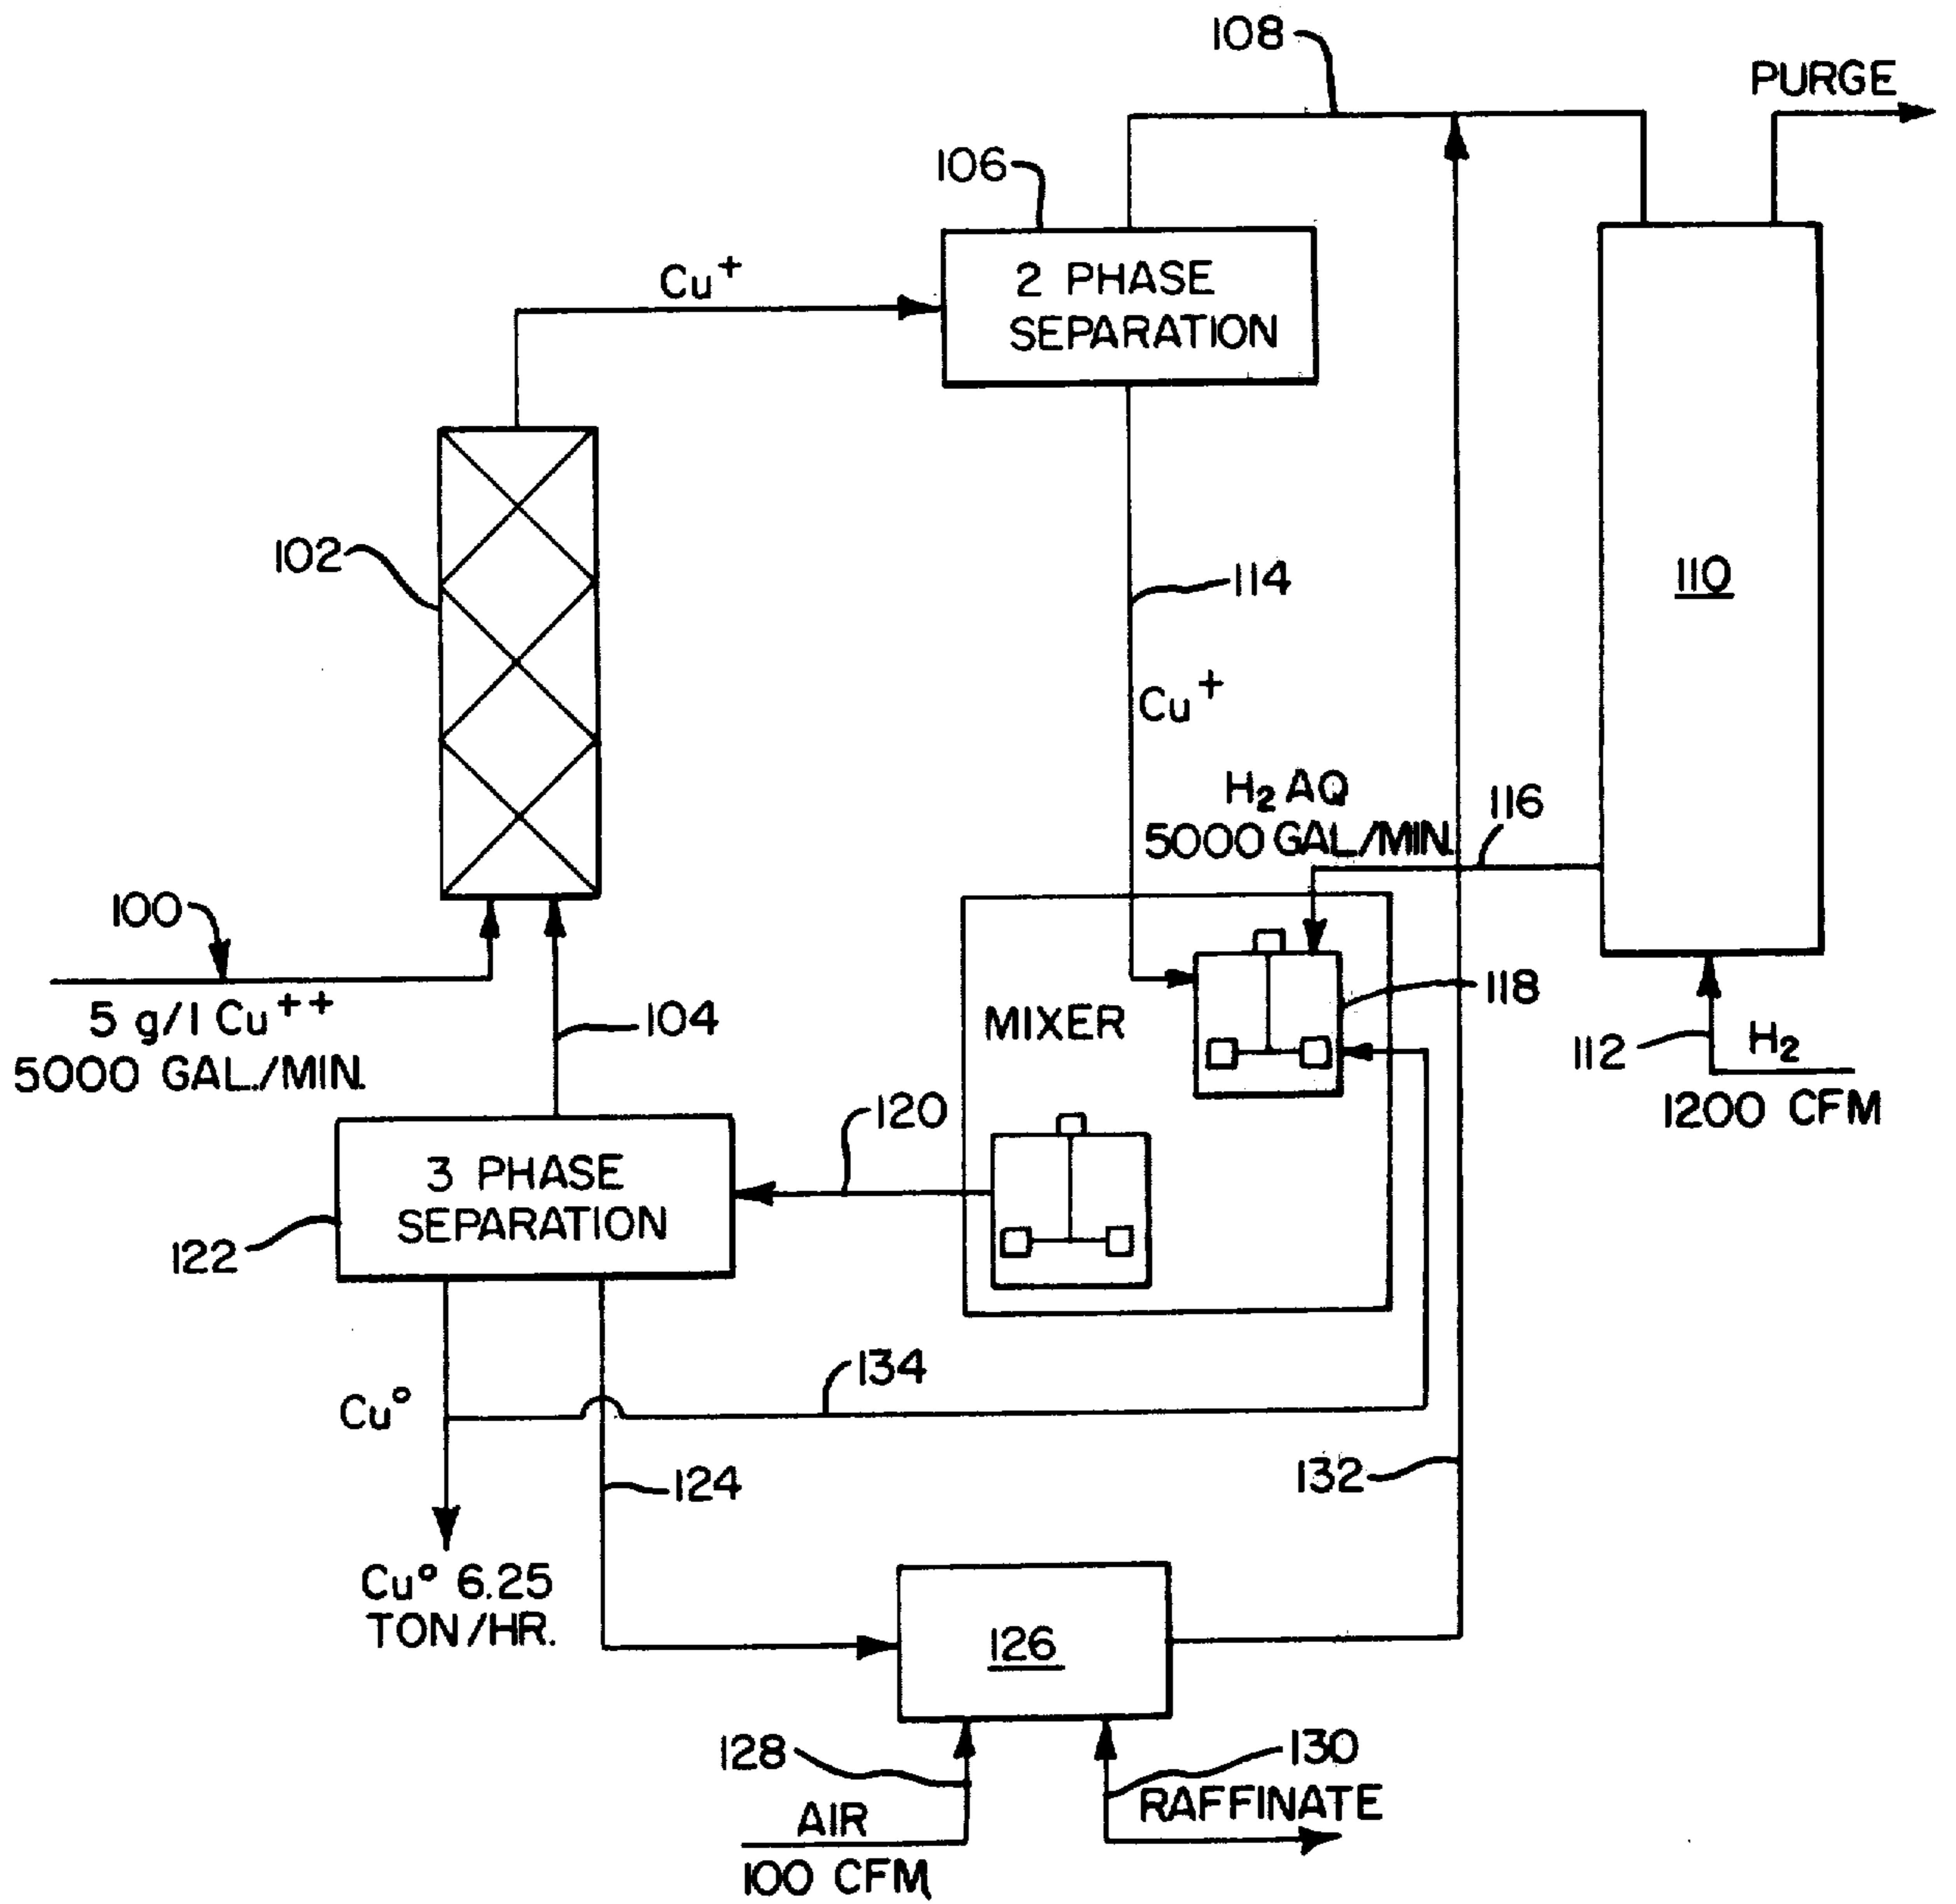 108
PURGE
106
2 PHASE
SEPARATION
Cu⁺
102
110
114
Cu⁺
H₂ AQ
5000 GAL./MIN.
116
100
5 g/l Cu⁺⁺
5000 GAL./MIN.
104
MIXER
118
112
H₂
1200 CFM
120
3 PHASE
SEPARATION
122
134
Cu°
124
132
Cu° 6.25
TON/HR.
126
128
130
AIR
RAFFINATE
100 CFM